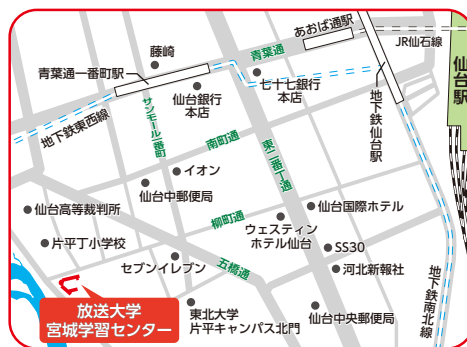 あおば通駅
JR仙石線
藤崎
青葉通
仙台駅
青葉通一番町駅
七十七銀行
本店
仙台銀行
本店
地下鉄東西線
サンモール一番町
地下鉄仙台駅
南町通
東二番丁通
イオン
仙台中郵便局
仙台高等裁判所
柳町通
仙台国際ホテル
ウェスティン
ホテル仙台
片平丁小学校
SS30
セブンイレブン
五橋通
河北新報社
地下鉄南北線
放送大学
宮城学習センター
東北大学
片平キャンパス北門
仙台中央郵便局